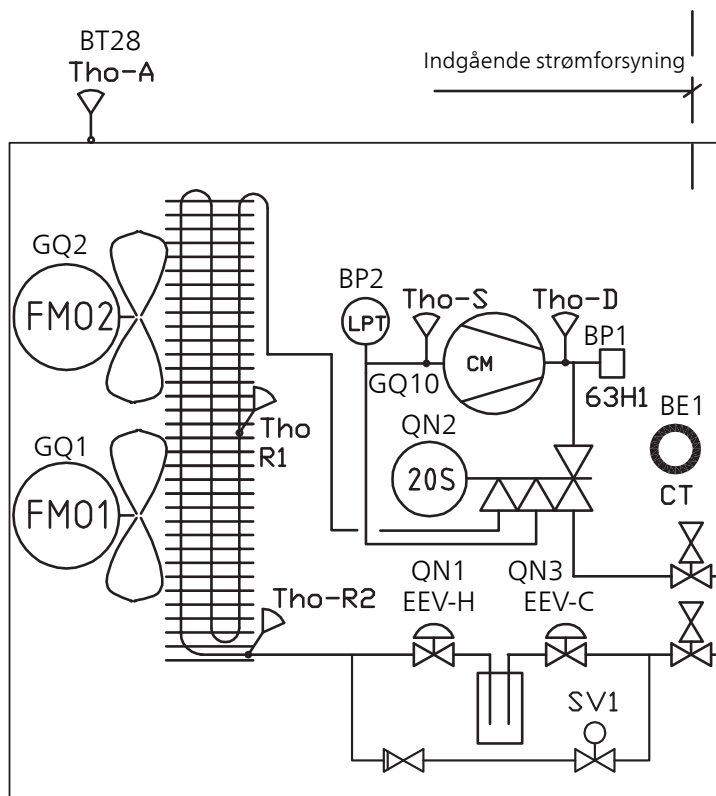 BT28
Tho-A
Indgående strømforsyning
GQ2
FM02
BP2
LPT
Tho-S
Tho-D
BP1
CM
GQ10
63H1
QN2
BE1
Tho
R1
GQ1
20S
FM01
CT
QN1
EEV-H
QN3
EEV-C
Tho-R2
SV1